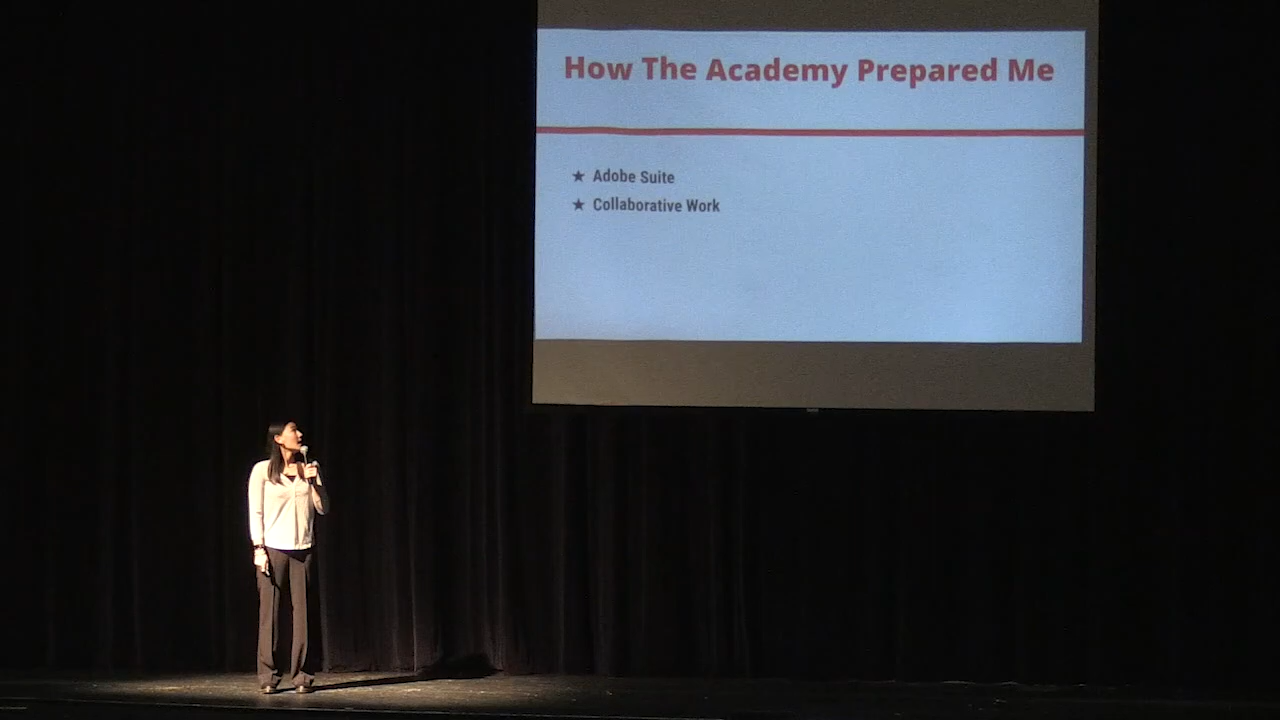 How The Academy Prepared Me
★ Adobe Suite
★ Collaborative Work